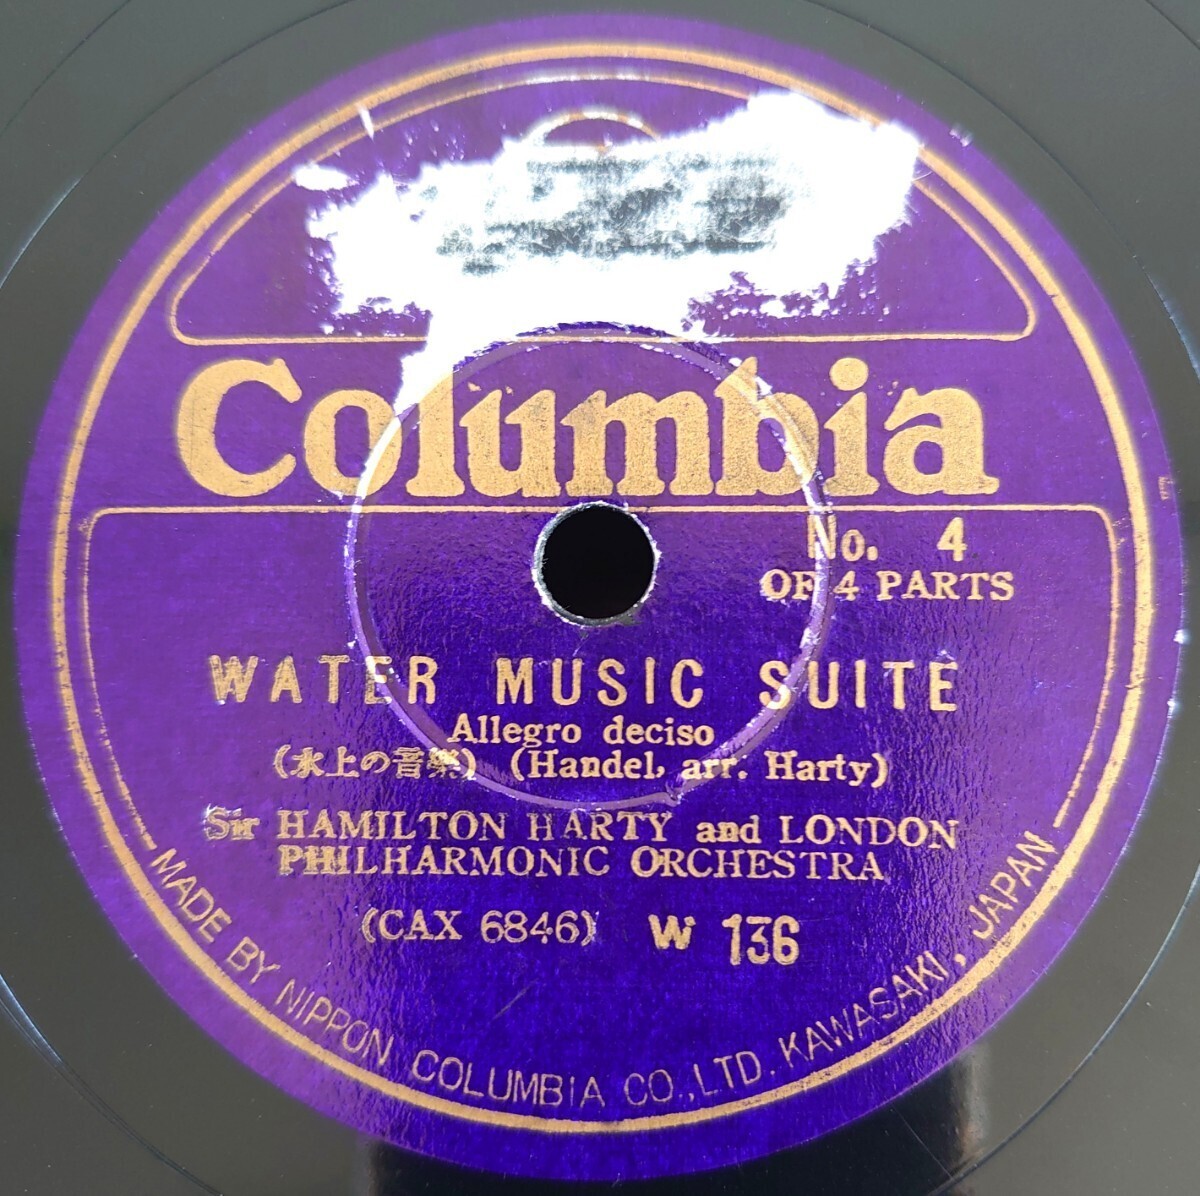 Columbia
No. 4
OF 4 PARTS
WATER MUSIC SUITE
Allegro deciso
(水上の音樂) (Handel, arr. Harty)
Sir HAMILTON HARTY and LONDON
PHILHARMONIC ORCHESTRA
(CAX 6846) W 136
MADE BY NIPPON COLUMBIA CO., LTD. KAWASAKI, JAPAN